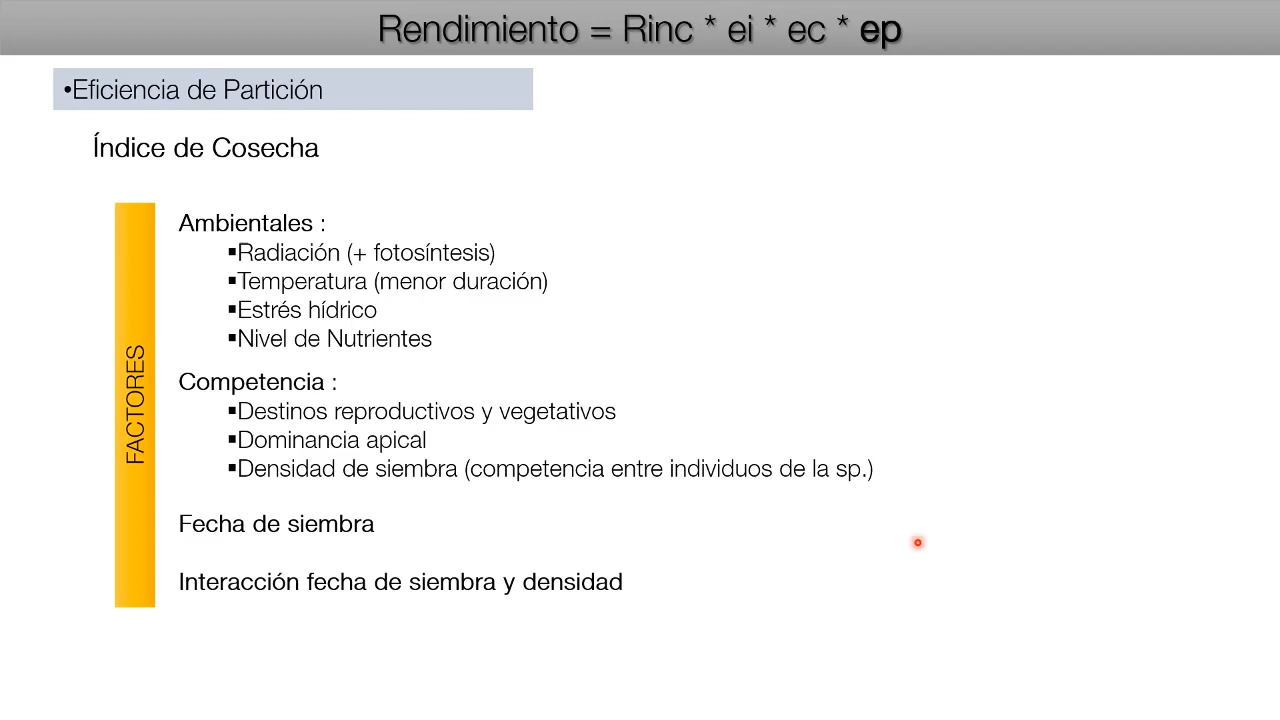 Rendimiento = Rinc * ei * ec * ep
•Eficiencia de Partición
Índice de Cosecha
FACTORES
Ambientales :
▪Radiación (+ fotosíntesis)
▪Temperatura (menor duración)
▪Estrés hídrico
▪Nivel de Nutrientes
Competencia :
▪Destinos reproductivos y vegetativos
▪Dominancia apical
▪Densidad de siembra (competencia entre individuos de la sp.)
Fecha de siembra
Interacción fecha de siembra y densidad